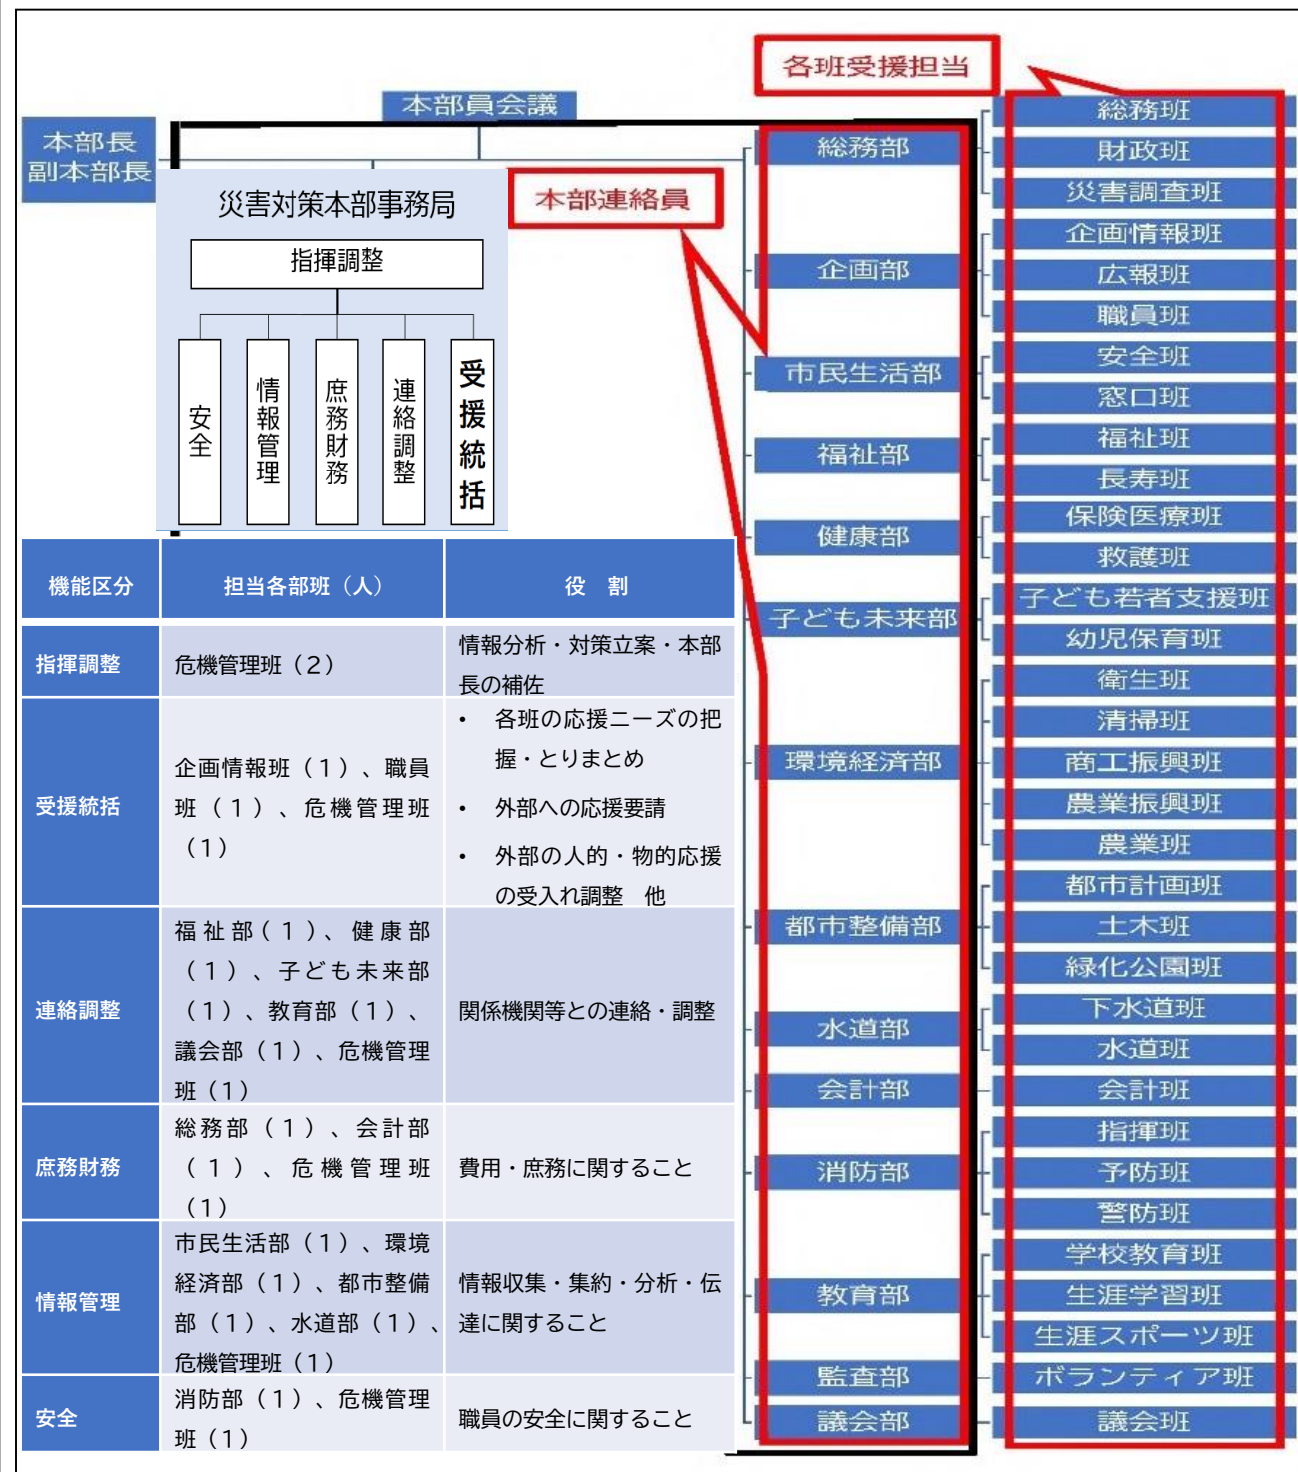 各班受援担当
本部員会議
本部長
副本部長
災害対策本部事務局
指揮調整
安全
情報管理
庶務財務
連絡調整
受援統括
本部連絡員
総務部
企画部
市民生活部
福祉部
健康部
子ども未来部
環境経済部
都市整備部
水道部
会計部
消防部
教育部
監査部
議会部
総務班
財政班
災害調査班
企画情報班
広報班
職員班
安全班
窓口班
福祉班
長寿班
保険医療班
救護班
子ども若者支援班
幼児保育班
衛生班
清掃班
商工振興班
農業振興班
農業班
都市計画班
土木班
緑化公園班
下水道班
水道班
会計班
指揮班
予防班
警防班
学校教育班
生涯学習班
生涯スポーツ班
ボランティア班
議会班
機能区分
担当各部班（人）
役　割
指揮調整
危機管理班（２）
情報分析・対策立案・本部
長の補佐
受援統括
企画情報班（１）、職員
班（１）、危機管理班
（１）
• 各班の応援ニーズの把
握・とりまとめ
• 外部への応援要請
• 外部の人的・物的応援
の受入れ調整　他
連絡調整
福祉部（１）、健康部
（１）、子ども未来部
（１）、教育部（１）、
議会部（１）、危機管理
班（１）
関係機関等との連絡・調整
庶務財務
総務部（１）、会計部
（１）、危機管理班
（１）
費用・庶務に関すること
情報管理
市民生活部（１）、環境
経済部（１）、都市整備
部（１）、水道部（１）、
危機管理班（１）
情報収集・集約・分析・伝
達に関すること
安全
消防部（１）、危機管理
班（１）
職員の安全に関すること